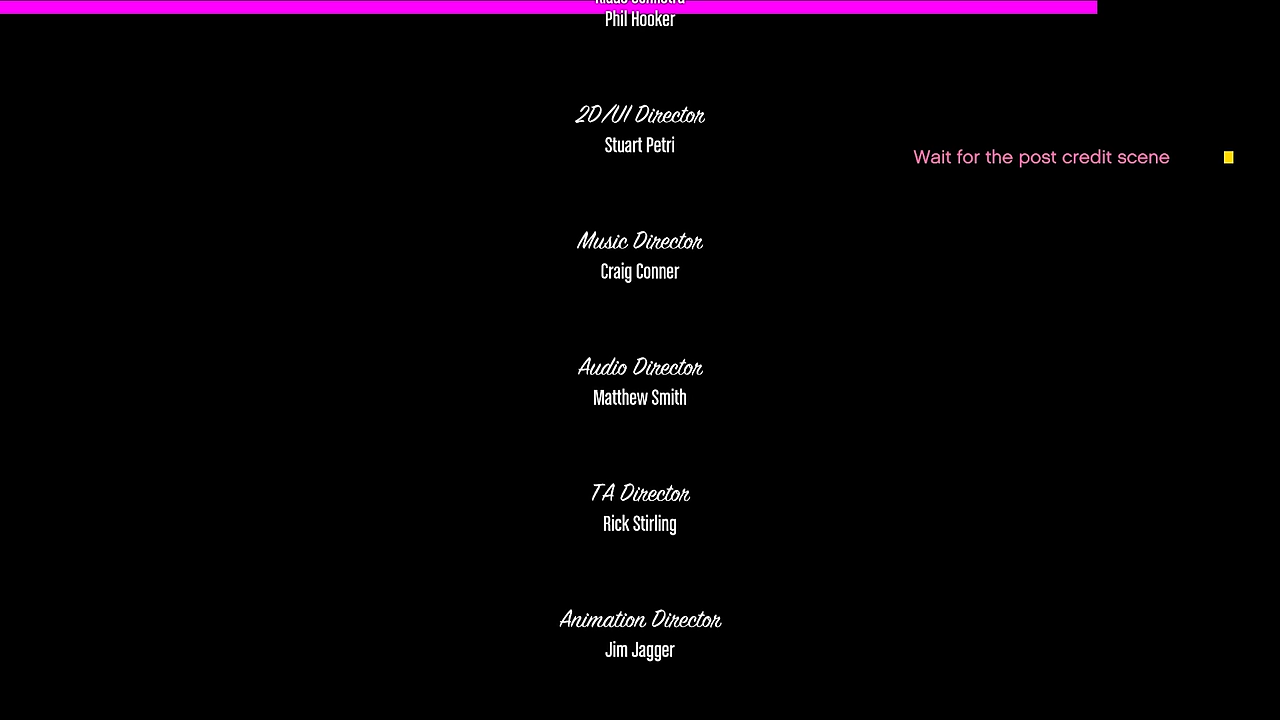 Phil Hooker
2D/UI Director
Stuart Petri
Wait for the post credit scene
Music Director
Craig Conner
Audio Director
Matthew Smith
TA Director
Rick Stirling
Animation Director
Jim Jagger